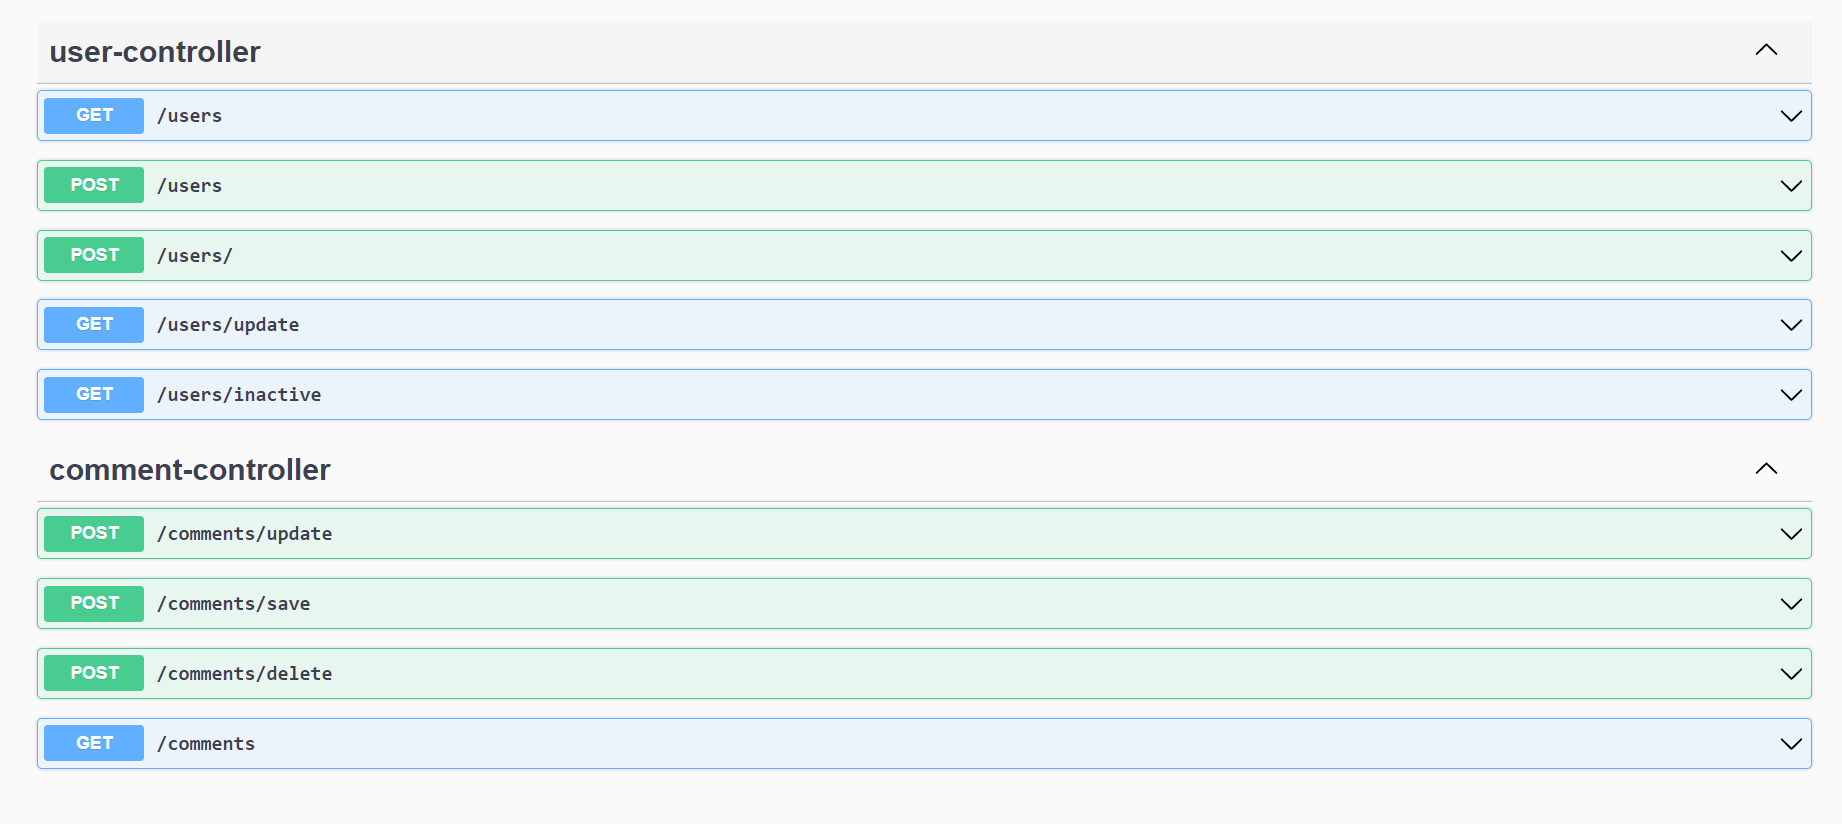 user-controller
GET /users
POST /users
POST /users/
GET /users/update
GET /users/inactive
comment-controller
POST /comments/update
POST /comments/save
POST /comments/delete
GET /comments